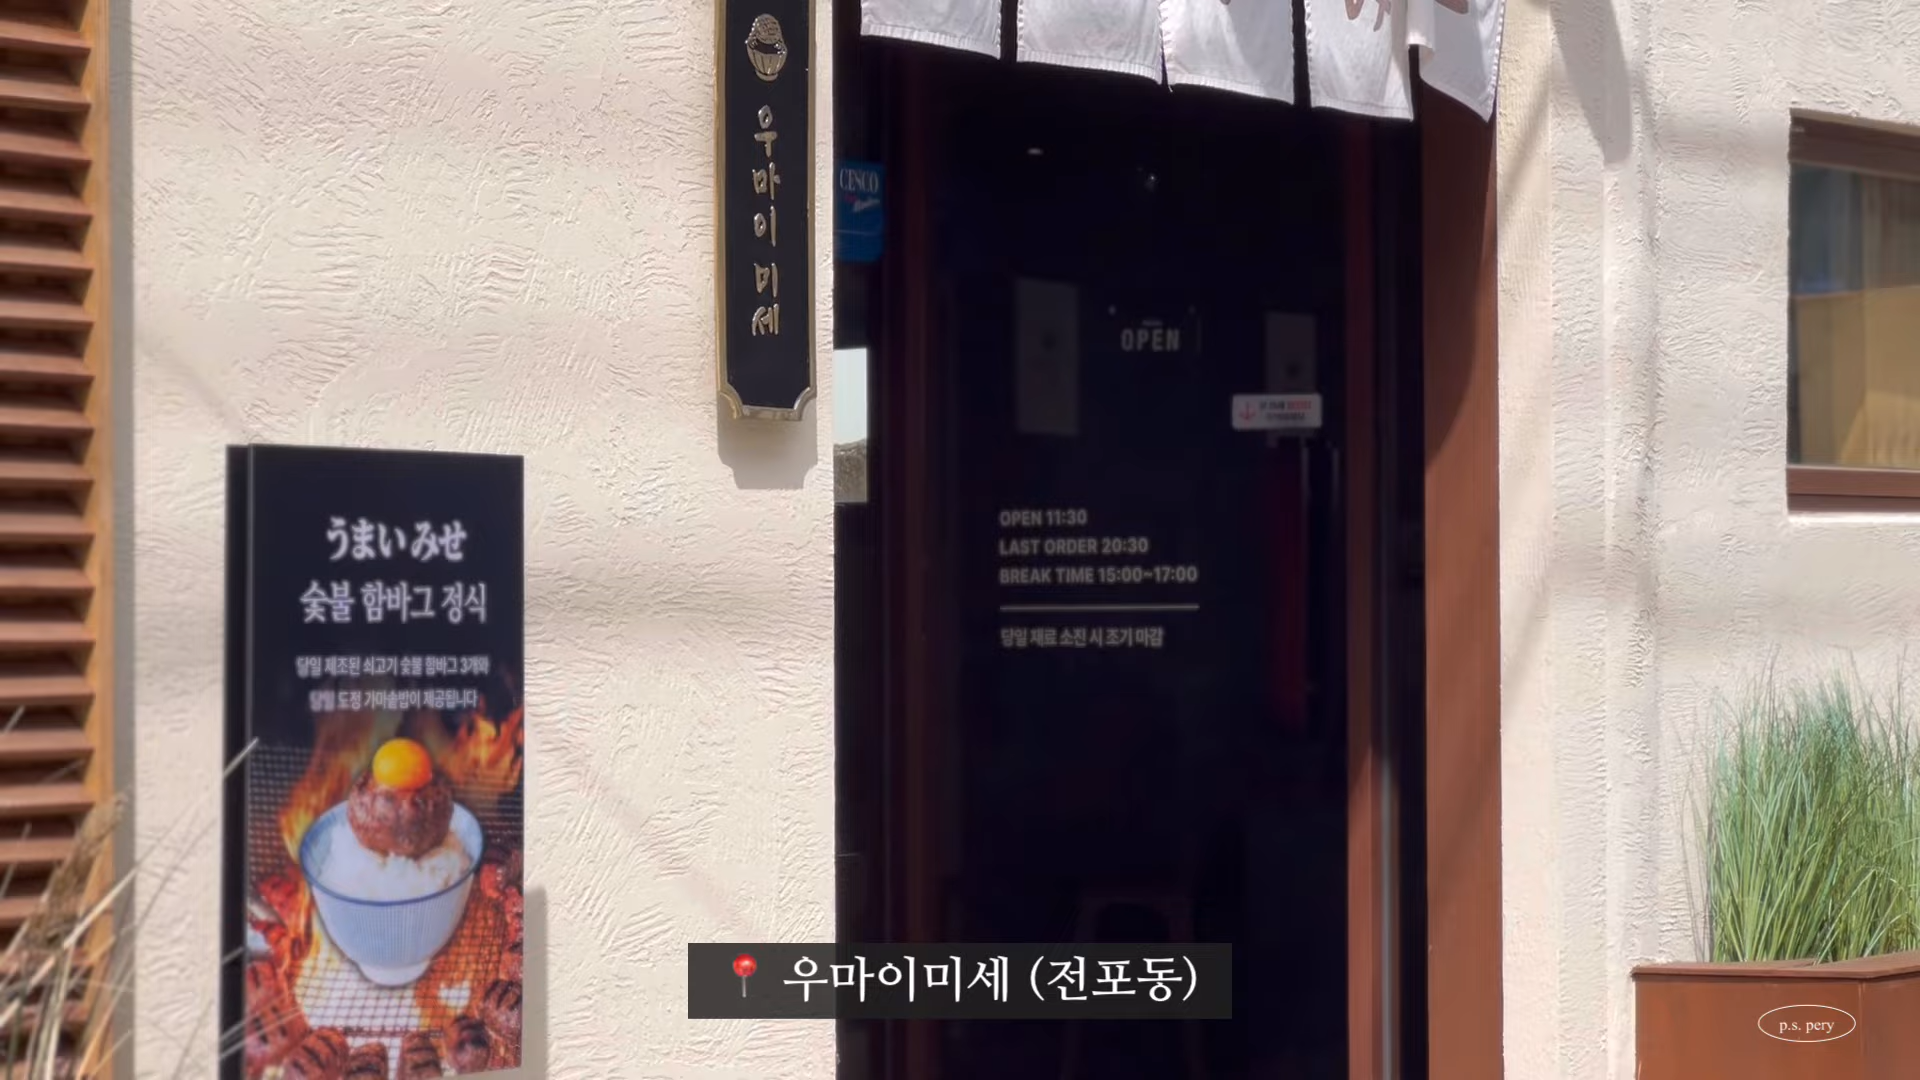 우마이미세
CESCO
OPEN
OPEN 11:30
LAST ORDER 20:30
BREAK TIME 15:00~17:00
당일 재료 소진 시 조기 마감
うまいみせ
숯불 함바그 정식
당일 제조된 쇠고기 숯불 함바그 3개와
당일 도정 가마솥밥이 제공됩니다
📍 우마이미세 (전포동)
p.s. pery